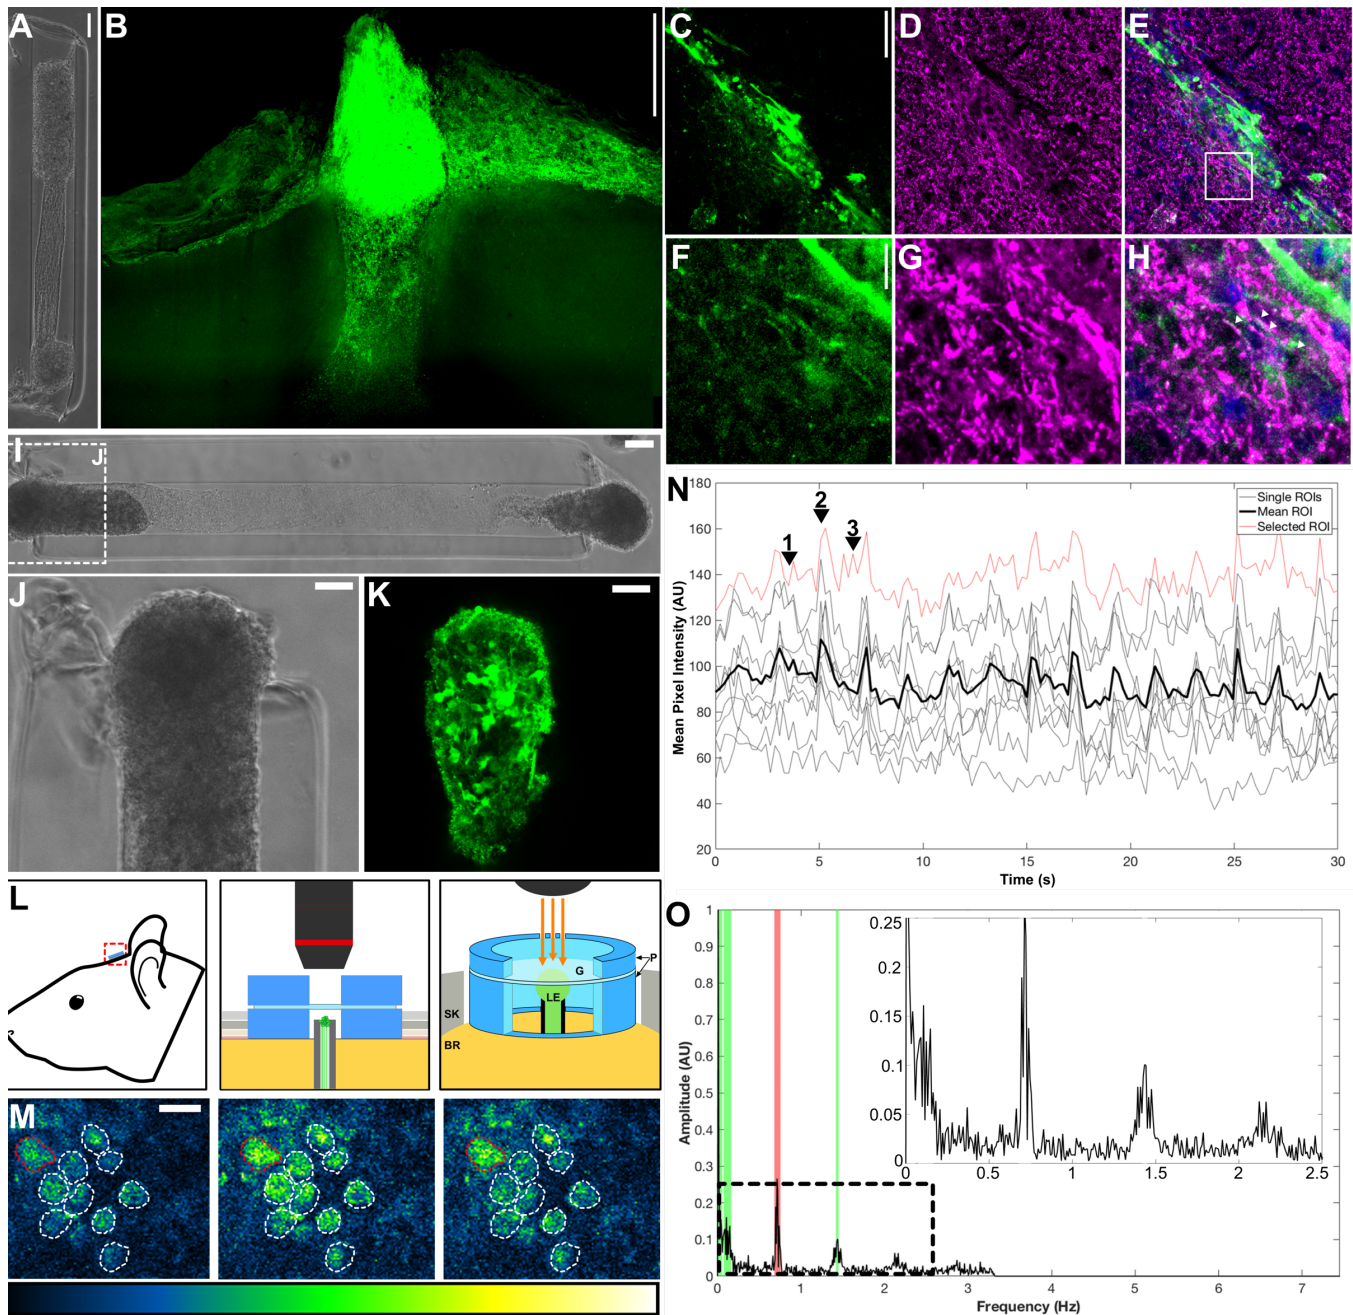 A
B
C
D
E
F
G
H
I
J
J
K
L
SK
BR
G
LE
P
M
N
180
160
140
120
100
80
60
40
20
0
5
10
15
20
25
30
Mean Pixel Intensity (AU)
Time (s)
1
2
3
Single ROIs
Mean ROI
Selected ROI
O
1
0.9
0.8
0.7
0.6
0.5
0.4
0.3
0.2
0.1
0
0
1
2
3
4
5
6
7
Amplitude (AU)
Frequency (Hz)
0.25
0.2
0.15
0.1
0.05
0
0
0.5
1
1.5
2
2.5